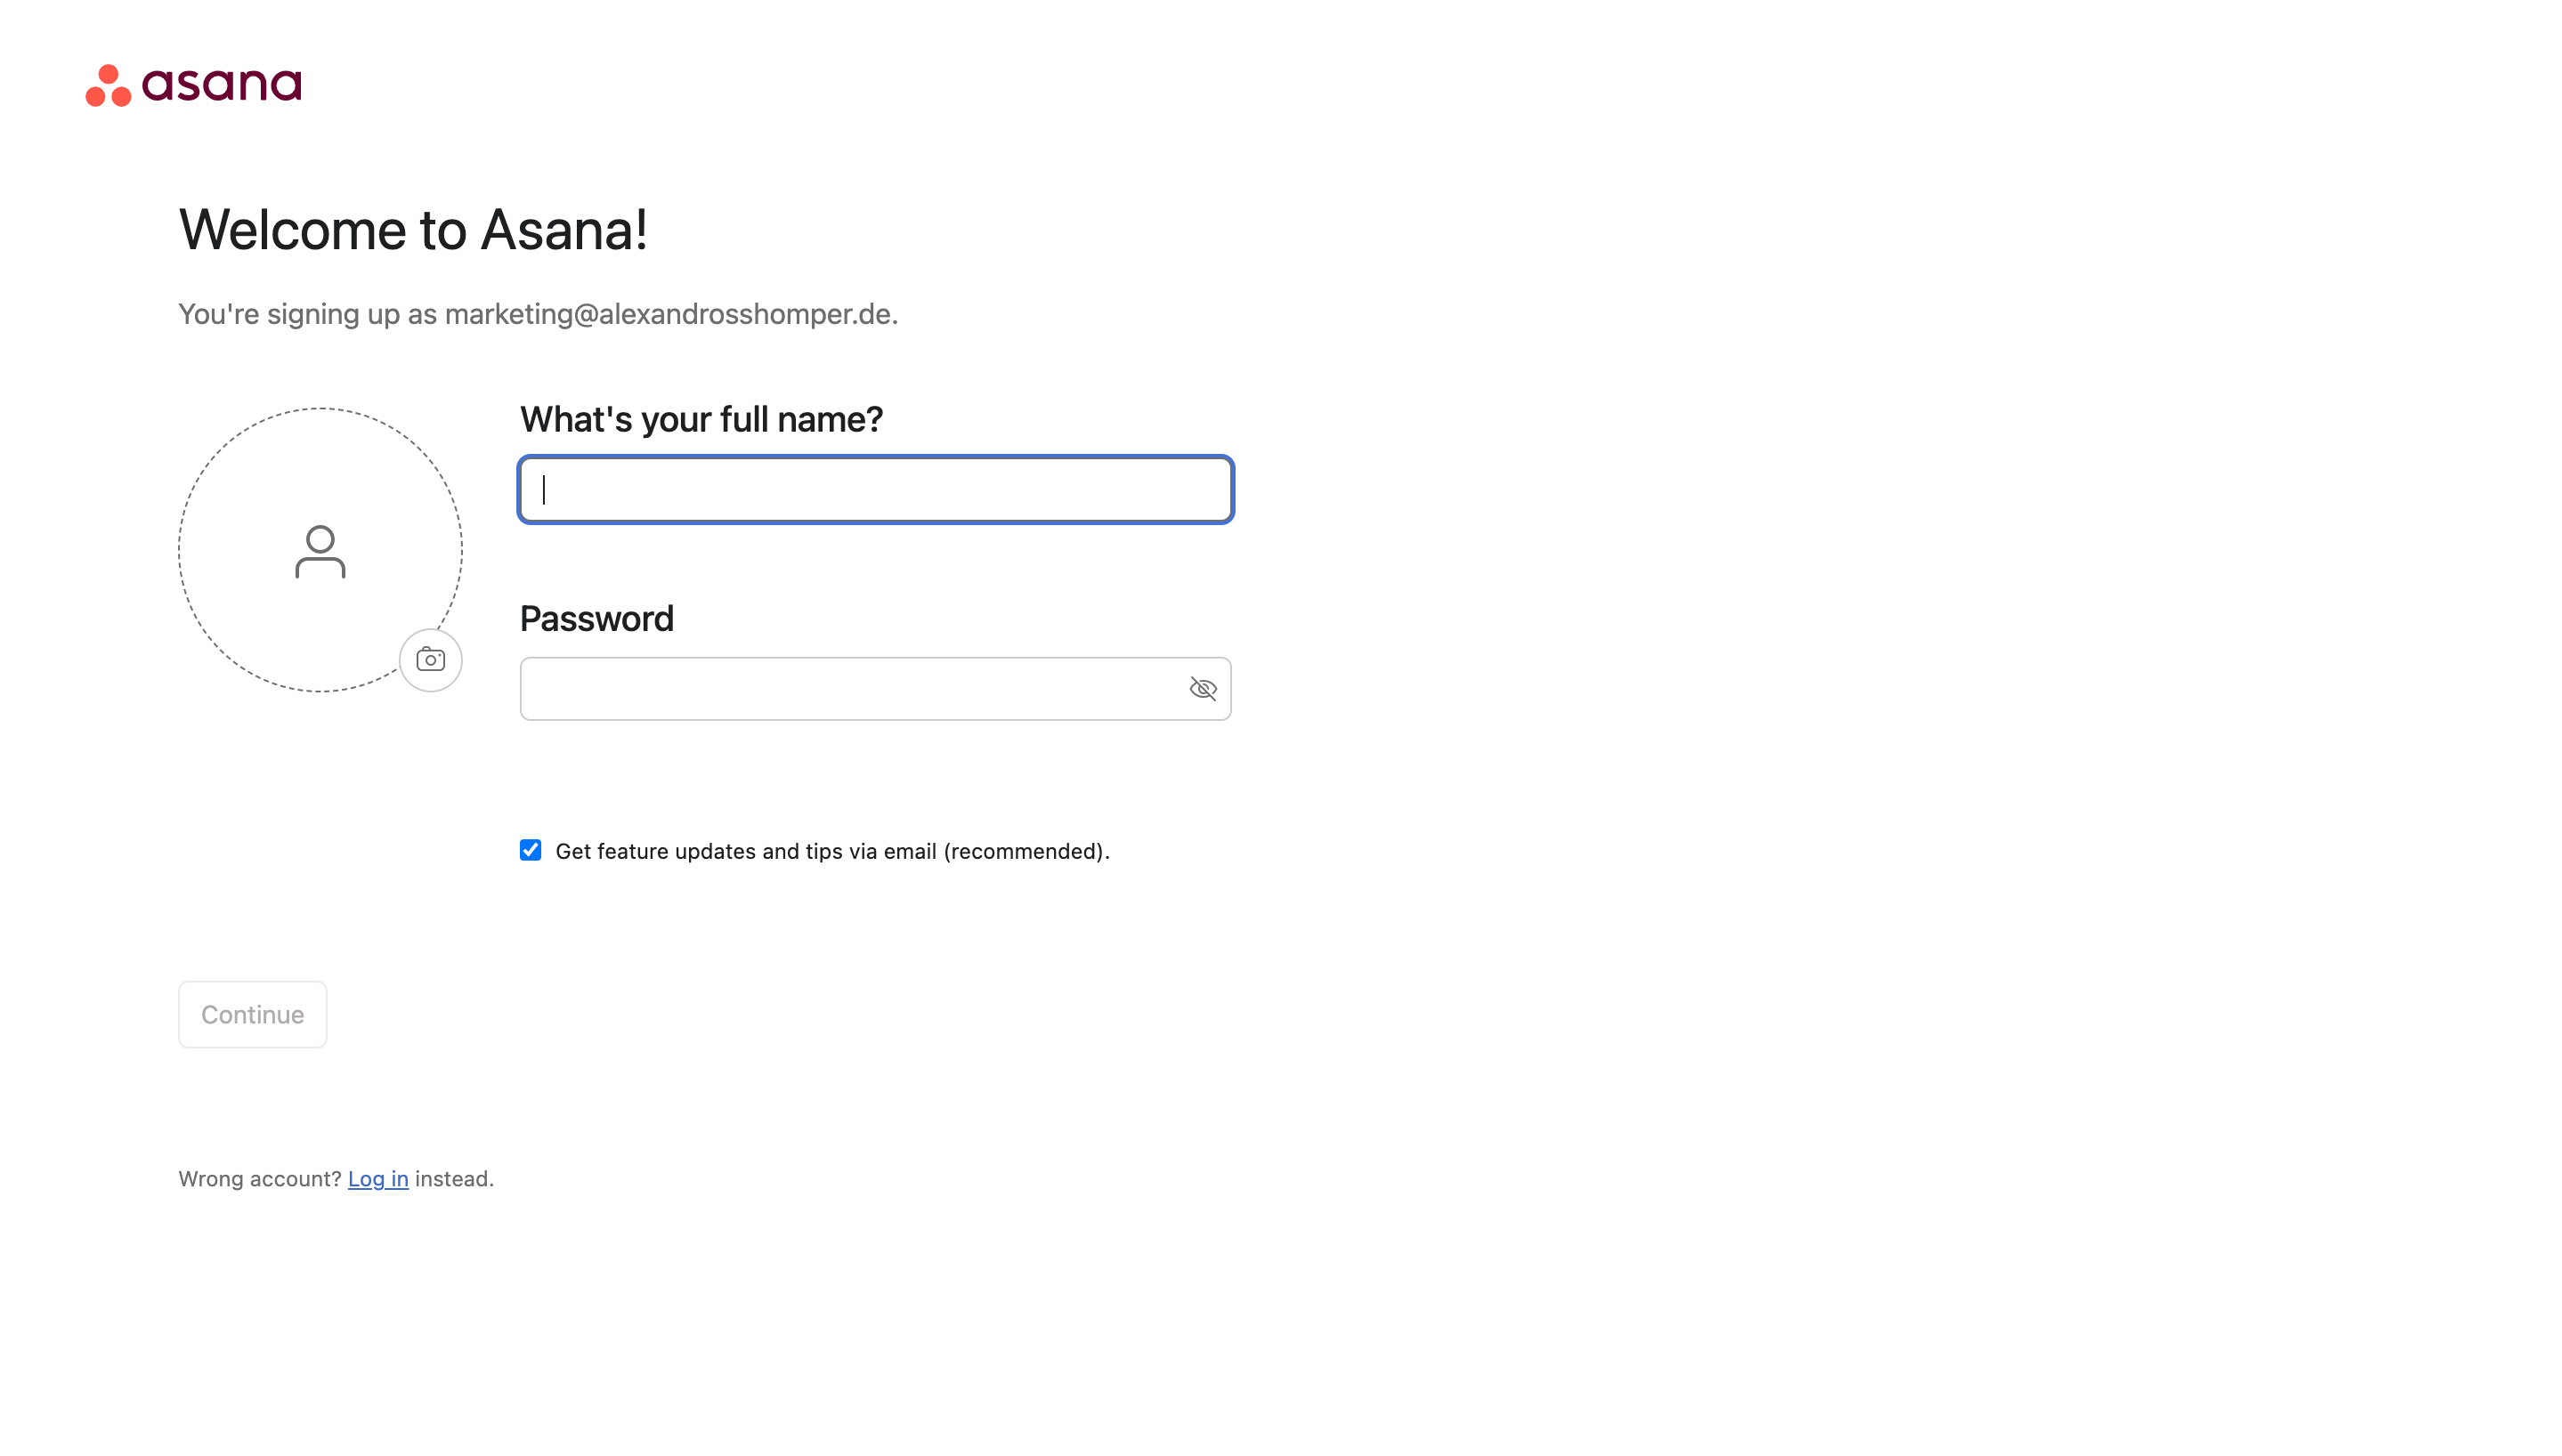 asana
Welcome to Asana!
You're signing up as marketing@alexandrosshomper.de.
What's your full name?
Password
Get feature updates and tips via email (recommended).
Continue
Wrong account? Log in instead.